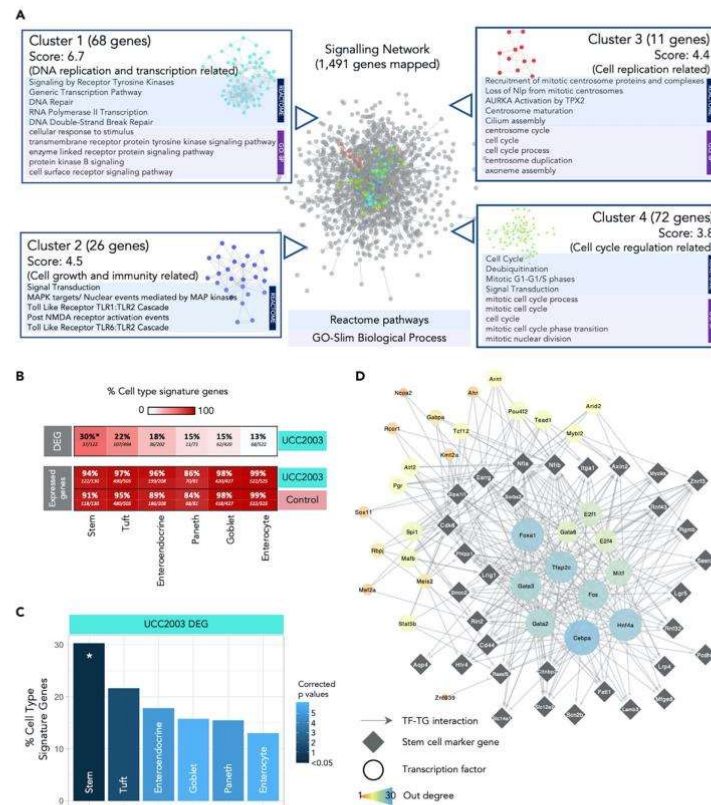 A
Cluster 1 (68 genes)
Score: 6.7
(DNA replication and transcription related)
Signaling by Receptor Tyrosine Kinases
Generic Transcription Pathway
DNA Repair
RNA Polymerase II Transcription
DNA Double-Strand Break Repair
cellular response to stimulus
transmembrane receptor protein tyrosine kinase signaling pathway
enzyme linked receptor protein signaling pathway
protein kinase B signaling
cell surface receptor signaling pathway
REACTOME
GO BP
Signalling Network
(1,491 genes mapped)
Cluster 3 (11 genes)
Score: 4.4
(Cell replication related)
Recruitment of mitotic centrosome proteins and complexes
Loss of Nlp from mitotic centrosomes
AURKA Activation by TPX2
Centrosome maturation
Cilium assembly
centrosome cycle
cell cycle
cell cycle process
centrosome duplication
axoneme assembly
REACTOME
GO BP
Cluster 2 (26 genes)
Score: 4.5
(Cell growth and immunity related)
Signal Transduction
MAPK targets/ Nuclear events mediated by MAP kinases
Toll Like Receptor TLR1:TLR2 Cascade
Post NMDA receptor activation events
Toll Like Receptor TLR6:TLR2 Cascade
REACTOME
Reactome pathways
GO-Slim Biological Process
Cluster 4 (72 genes)
Score: 3.8
(Cell cycle regulation related)
Cell Cycle
Deubiquitination
Mitotic G1-G1/S phases
Signal Transduction
mitotic cell cycle process
mitotic cell cycle
cell cycle
mitotic cell cycle phase transition
mitotic nuclear division
B
% Cell type signature genes
0 100
DEG
30%* 22% 18% 15% 15% 13%
UCC2003
Expressed genes
94% 97% 96% 86% 98% 99%
UCC2003
91% 95% 89% 84% 98% 99%
Control
Stem Tuft Enteroendocrine Paneth Goblet Enterocyte
C
UCC2003 DEG
% Cell Type Signature Genes
30
20
10
0
*
Stem Tuft Enteroendocrine Goblet Paneth Enterocyte
Corrected p values
5
4
3
2
1
<0.05
D
Arnt
Ncoa2
Ahr
Gabpa
Pou4f2
Arid2
Tead1
Rcor1
Tcf12
Mybl2
Kmt2a
Nfia
Nfib
Itga1
Axin2
Atf2
Pgr
Znrf3
Sox11
Cdk6
E2f1
Foxa1
Gata6
Rnf43
Spi1
E2f4
Rbpj
Phlpp1
Tfap2c
Mafb
Lrig1
Gata3
Mitf
Mef2a
Meis2
Fos
Lgr5
Stat5b
Rin2
Gata2
Hnf4a
Cd44
Cebpa
Lrp4
Aqp4
Lamb3
TF-TG interaction
Stem cell marker gene
Transcription factor
1 30 Out degree